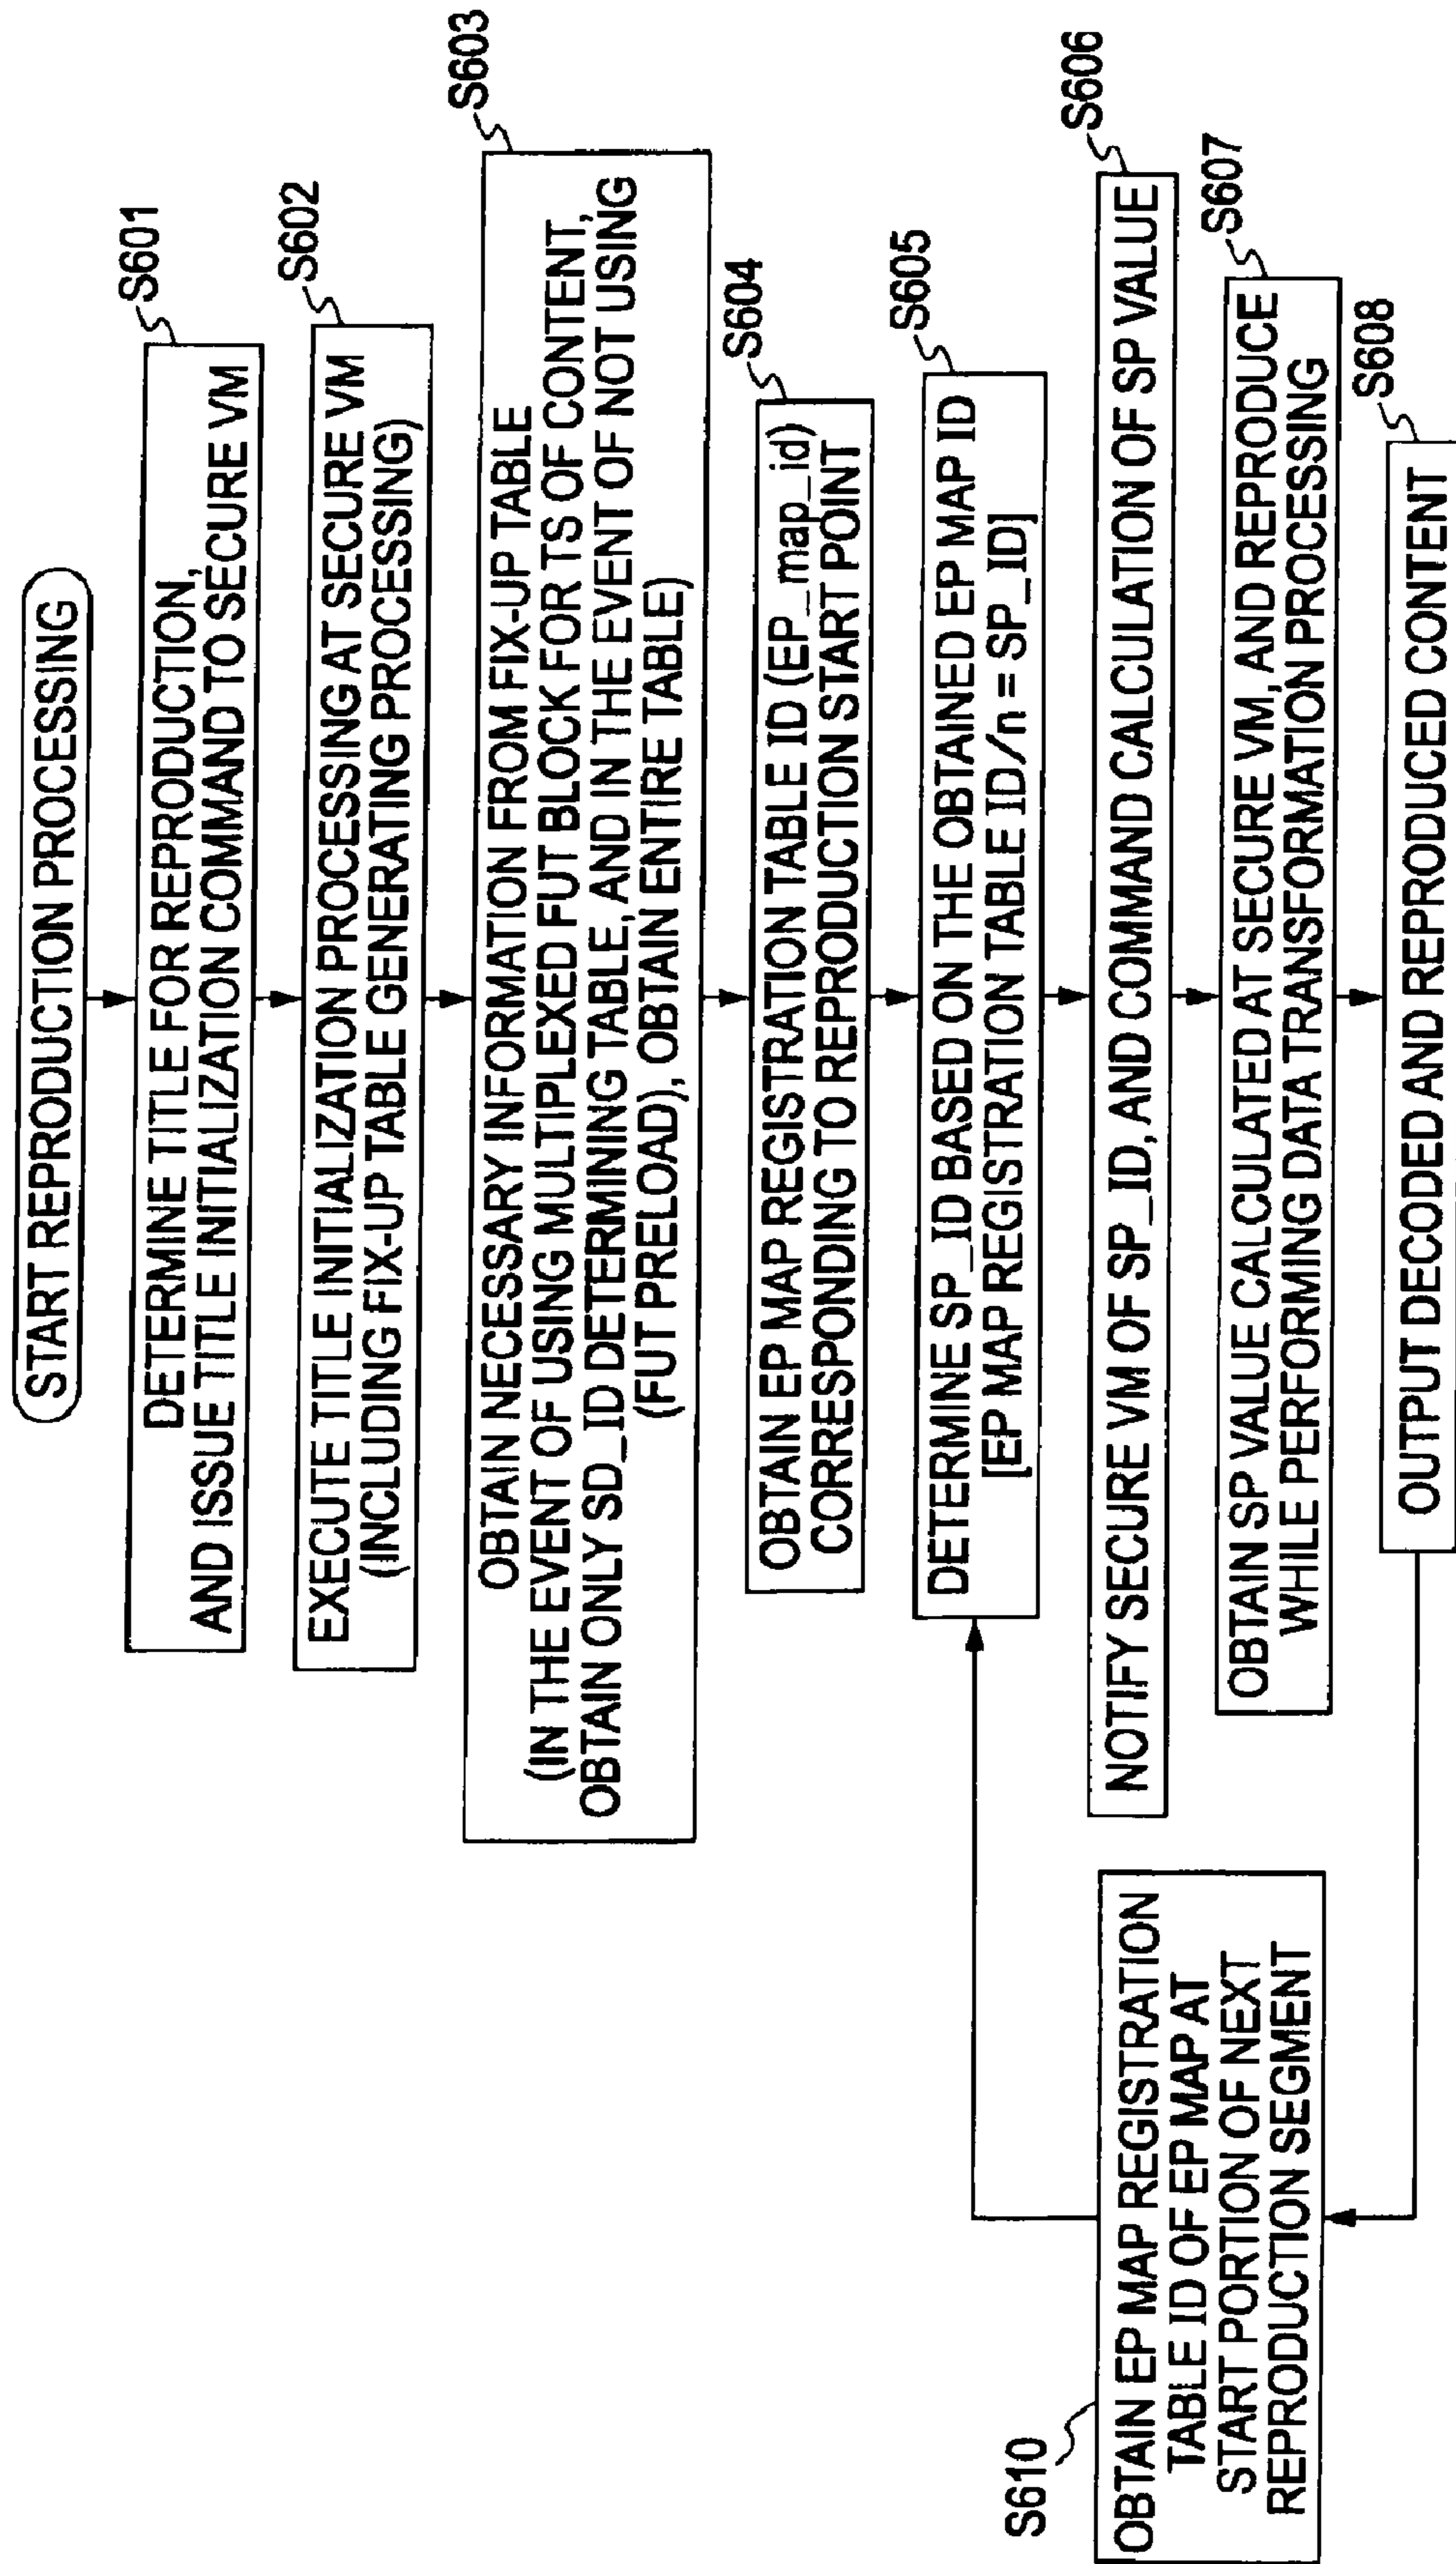 START REPRODUCTION PROCESSING
S601
DETERMINE TITLE FOR REPRODUCTION,
AND ISSUE TITLE INITIALIZATION COMMAND TO SECURE VM
S602
EXECUTE TITLE INITIALIZATION PROCESSING AT SECURE VM
(INCLUDING FIX-UP TABLE GENERATING PROCESSING)
S603
OBTAIN NECESSARY INFORMATION FROM FIX-UP TABLE
(IN THE EVENT OF USING MULTIPLEXED FUT BLOCK FOR TS OF CONTENT,
OBTAIN ONLY SD_ID DETERMINING TABLE, AND IN THE EVENT OF NOT USING
(FUT PRELOAD), OBTAIN ENTIRE TABLE)
S604
OBTAIN EP MAP REGISTRATION TABLE ID (EP_map_id)
CORRESPONDING TO REPRODUCTION START POINT
S605
DETERMINE SP_ID BASED ON THE OBTAINED EP MAP ID
[EP MAP REGISTRATION TABLE ID/n = SP_ID]
S606
NOTIFY SECURE VM OF SP_ID, AND COMMAND CALCULATION OF SP VALUE
S607
OBTAIN SP VALUE CALCULATED AT SECURE VM, AND REPRODUCE
WHILE PERFORMING DATA TRANSFORMATION PROCESSING
S608
OUTPUT DECODED AND REPRODUCED CONTENT
S610
OBTAIN EP MAP REGISTRATION
TABLE ID OF EP MAP AT
START PORTION OF NEXT
REPRODUCTION SEGMENT